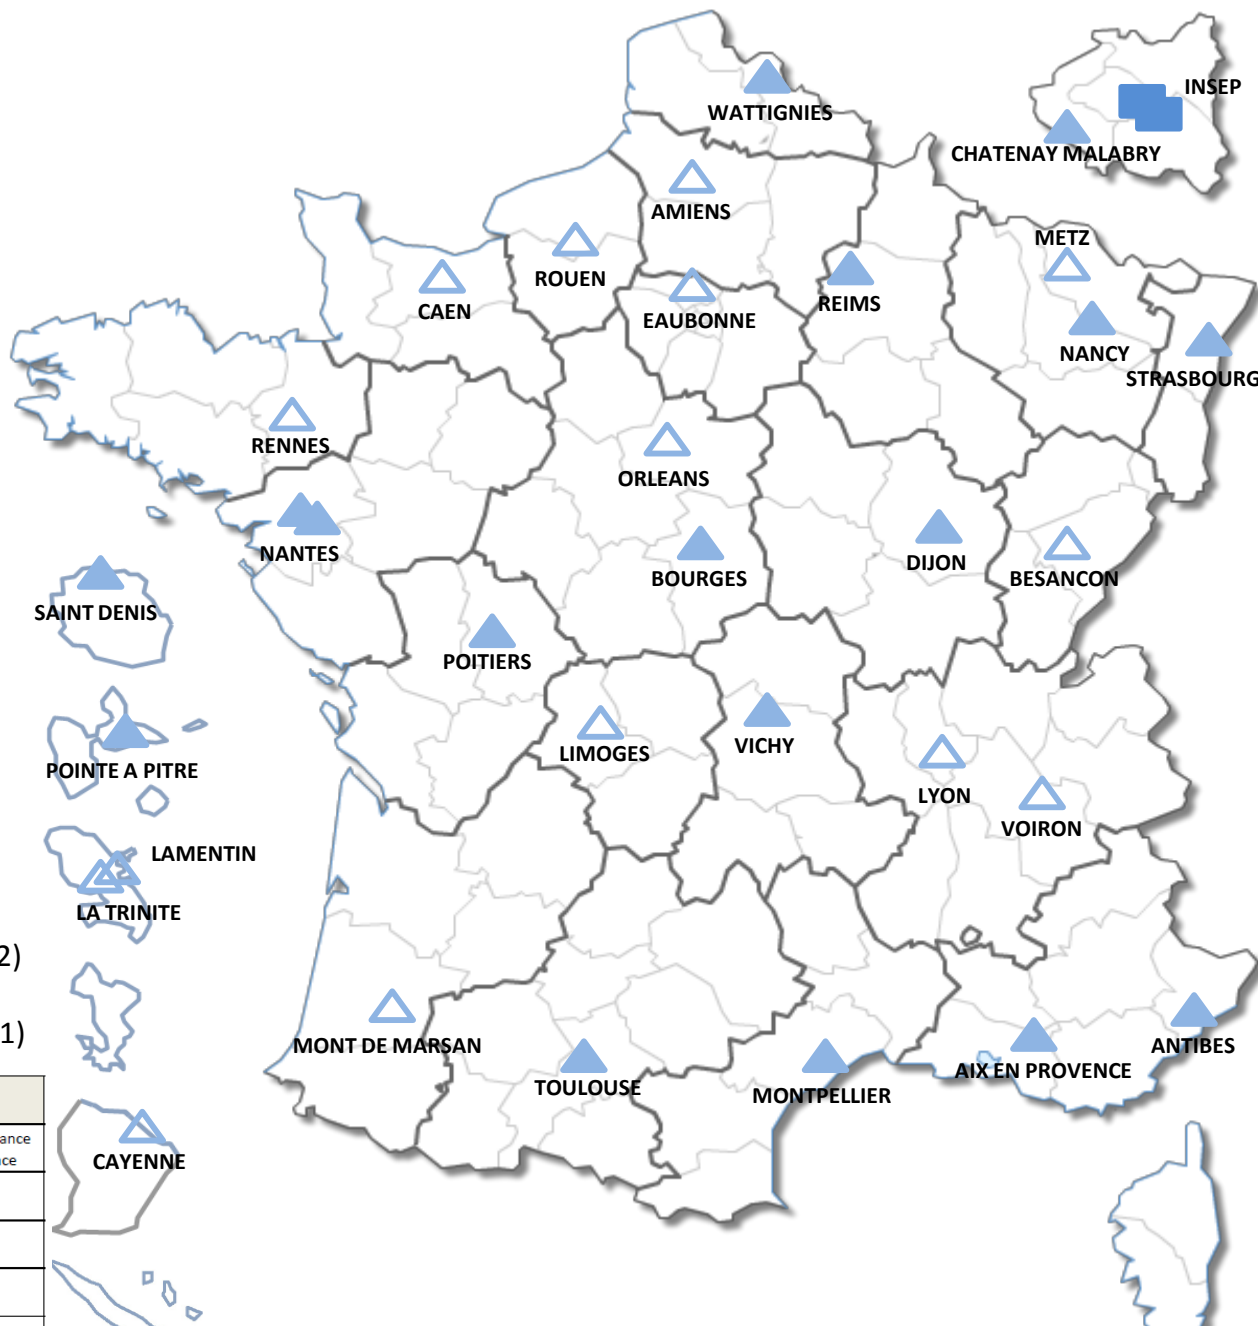 INSEP
WATTIGNIES
CHATENAY MALABRY
AMIENS
METZ
ROUEN
CAEN
EAUBONNE
REIMS
NANCY
STRASBOURG
RENNES
ORLEANS
NANTES
BOURGES
DIJON
BESANCON
SAINT DENIS
POITIERS
LIMOGES
VICHY
POINTE A PITRE
LYON
VOIRON
LAMENTIN
LA TRINITE
2)
1)
MONT DE MARSAN
TOULOUSE
MONTPELLIER
AIX EN PROVENCE
ANTIBES
ance
ce
CAYENNE